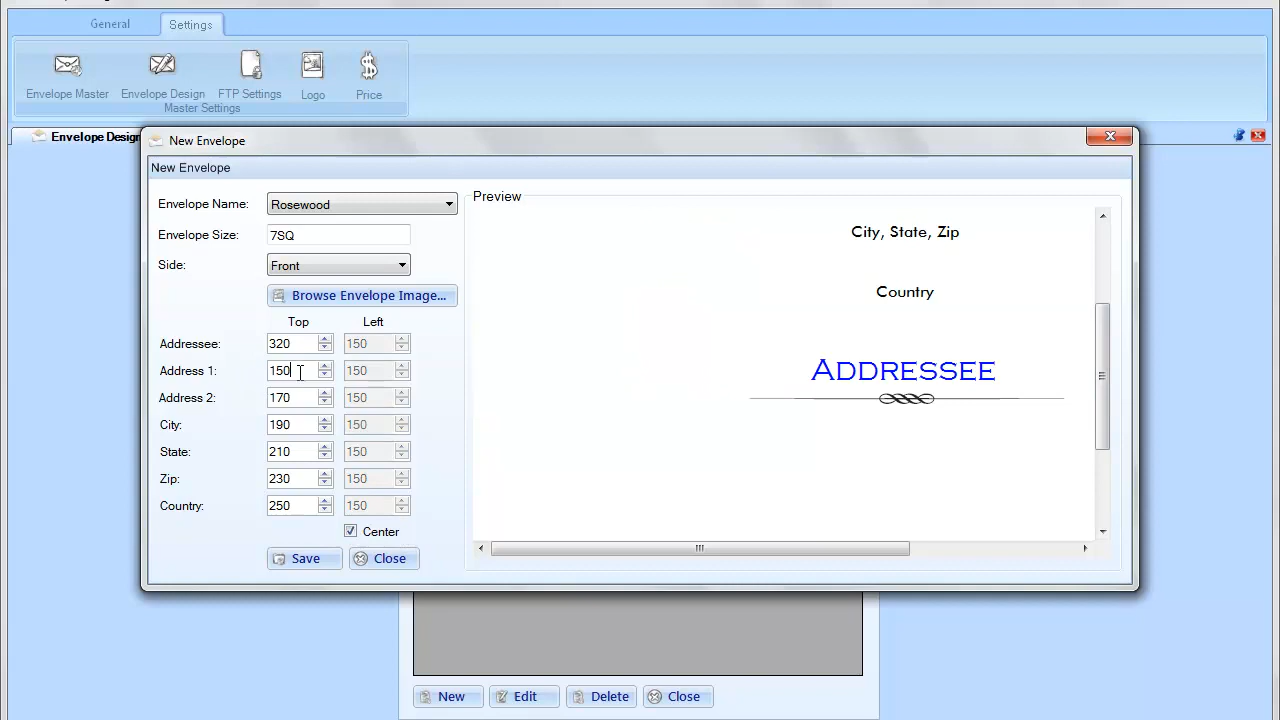 General
Settings
Envelope Master
Envelope Design
FTP Settings
Logo
Price
Master Settings
Envelope Design
New Envelope
New Envelope
Envelope Name:
Rosewood
Envelope Size:
7SQ
Side:
Front
Browse Envelope Image...
Top
Left
Addressee:
320
150
Address 1:
150
150
Address 2:
170
150
City:
190
150
State:
210
150
Zip:
230
150
Country:
250
150
Center
Save
Close
Preview
City, State, Zip
Country
Addressee
New
Edit
Delete
Close